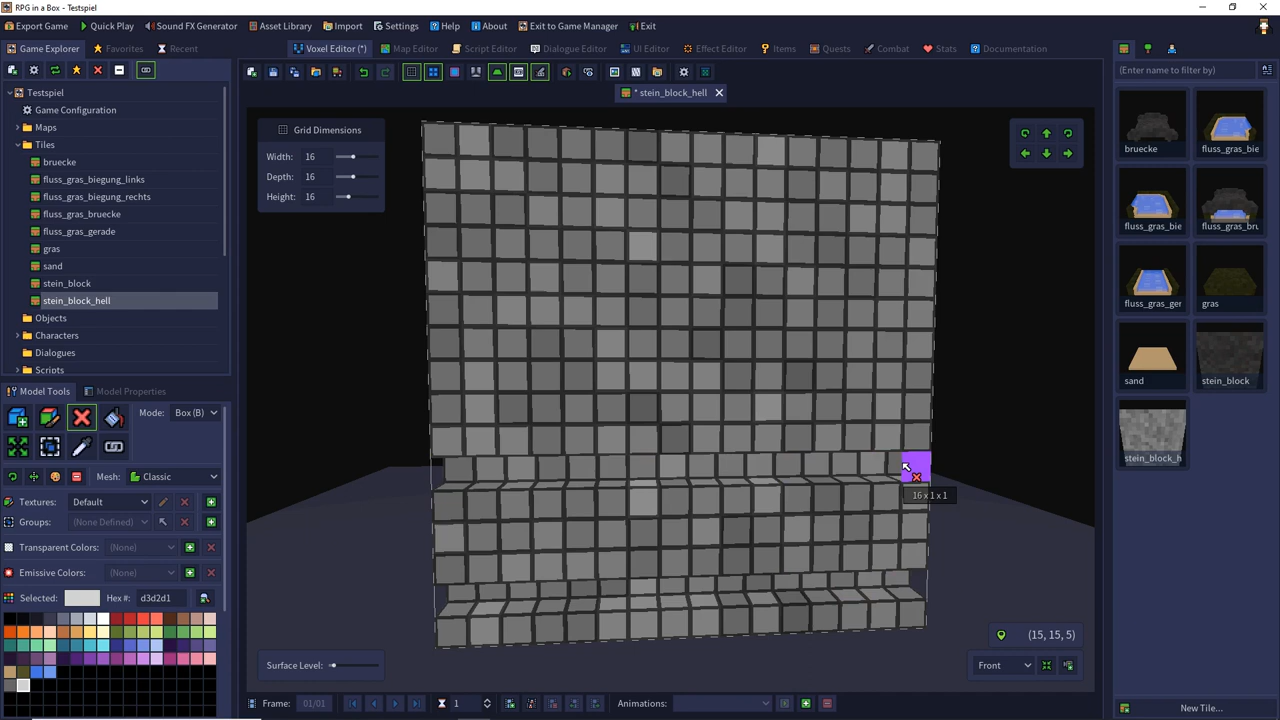 RPG in a Box - Testspiel
Export Game Quick Play Sound FX Generator Asset Library Import Settings Help About Exit to Game Manager Exit
Game Explorer Favorites Recent
Voxel Editor (*) Map Editor Script Editor Dialogue Editor UI Editor Effect Editor Items Quests Combat Stats Documentation
* stein_block_hell
Testspiel
Game Configuration
Maps
Tiles
bruecke
fluss_gras_biegung_links
fluss_gras_biegung_rechts
fluss_gras_bruecke
fluss_gras_gerade
gras
sand
stein_block
stein_block_hell
Objects
Characters
Dialogues
Scripts
Model Tools Model Properties
Mode: Box (B)
Mesh: Classic
Textures: Default
Groups: (None Defined)
Transparent Colors: (None)
Emissive Colors: (None)
Selected: Hex #: d3d2d1
Grid Dimensions
Width: 16
Depth: 16
Height: 16
16 x 1 x 1
(15, 15, 5)
Surface Level:
Front
Frame: 01/01 1 Animations:
(Enter name to filter by)
bruecke fluss_gras_bie
fluss_gras_bie fluss_gras_bru
fluss_gras_ger gras
sand stein_block
stein_block_h
New Tile...